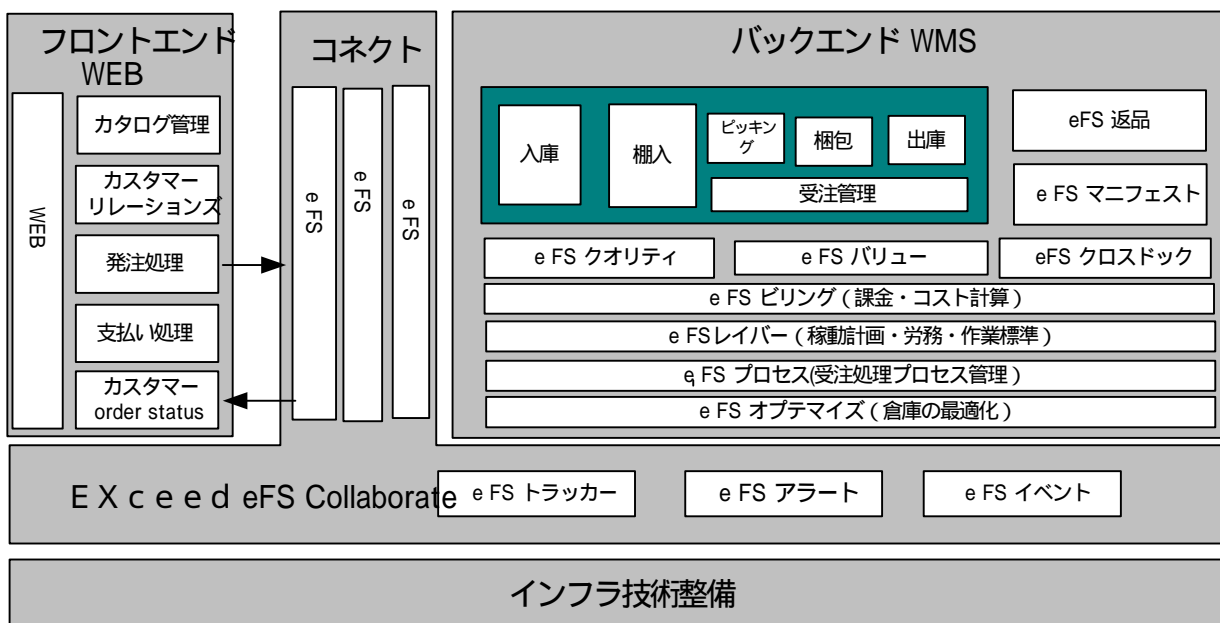 フロントエンド
WEB
WEB
カタログ管理
カスタマー
リレーションズ
発注処理
支払い処理
カスタマー
order status
コネクト
e FS
e FS
e FS
バックエンド WMS
入庫
棚入
ピッキン
グ
梱包
出庫
受注管理
eFS 返品
e FS マニフェスト
e FS クオリティ
e FS バリュー
eFS クロスドック
e FS ビリング（課金・コスト計算）
e FSレイバー（稼動計画・労務・作業標準）
e FS プロセス(受注処理プロセス管理）
e FS オプテマイズ（倉庫の最適化）
ＥＸｃｅｅｄ eFS Collaborate
e FS トラッカー
e FS アラート
e FS イベント
インフラ技術整備